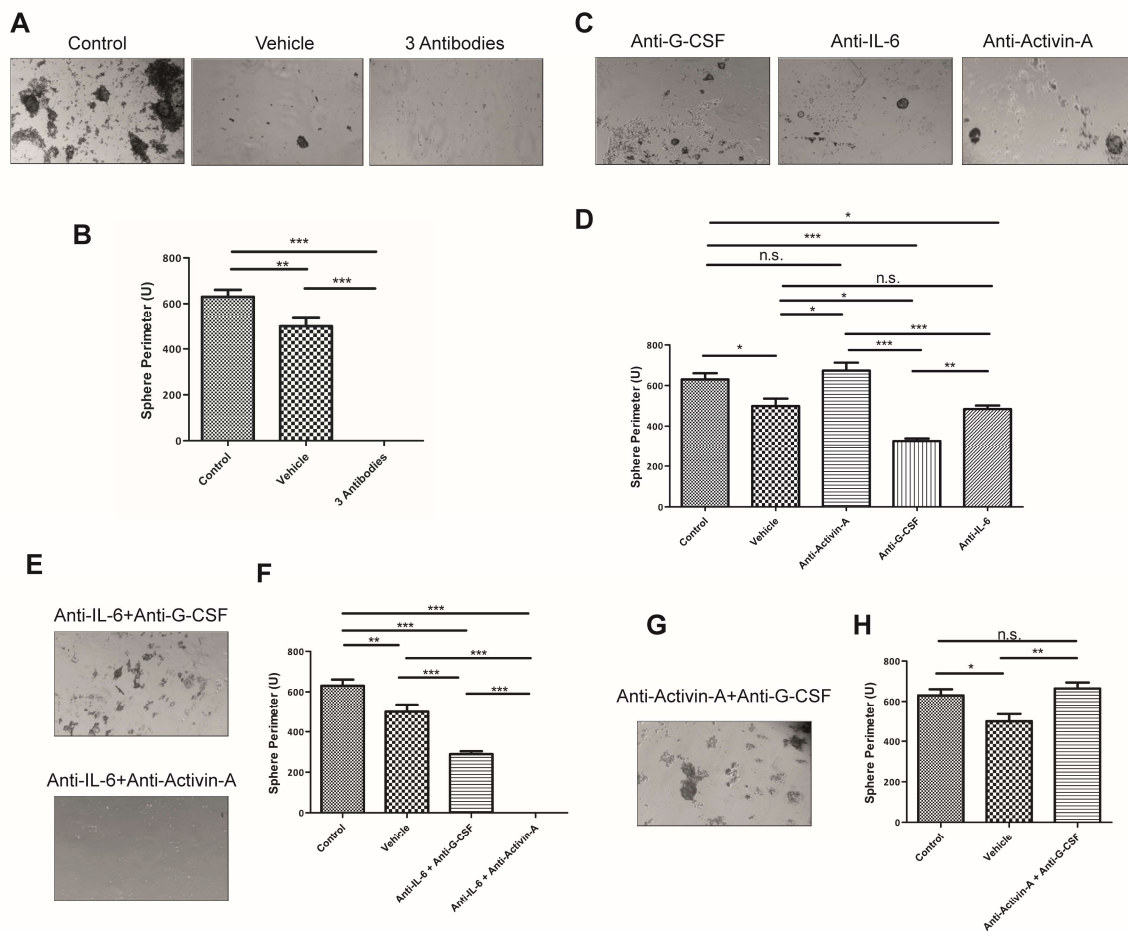 A
Control
Vehicle
3 Antibodies
C
Anti-G-CSF
Anti-IL-6
Anti-Activin-A
B
***
**
***
Sphere Perimeter (U)
800
600
400
200
0
Control
Vehicle
3 Antibodies
D
*
***
n.s.
n.s.
*
*
***
***
*
**
Sphere Perimeter (U)
800
600
400
200
0
Control
Vehicle
Anti-Activin-A
Anti-G-CSF
Anti-IL-6
E
Anti-IL-6+Anti-G-CSF
Anti-IL-6+Anti-Activin-A
F
***
***
**
***
***
***
Sphere Perimeter (U)
800
600
400
200
0
Control
Vehicle
Anti-IL-6 + Anti-G-CSF
Anti-IL-6 + Anti-Activin-A
G
Anti-Activin-A+Anti-G-CSF
H
n.s.
**
*
Sphere Perimeter (U)
800
600
400
200
0
Control
Vehicle
Anti-Activin-A + Anti-G-CSF